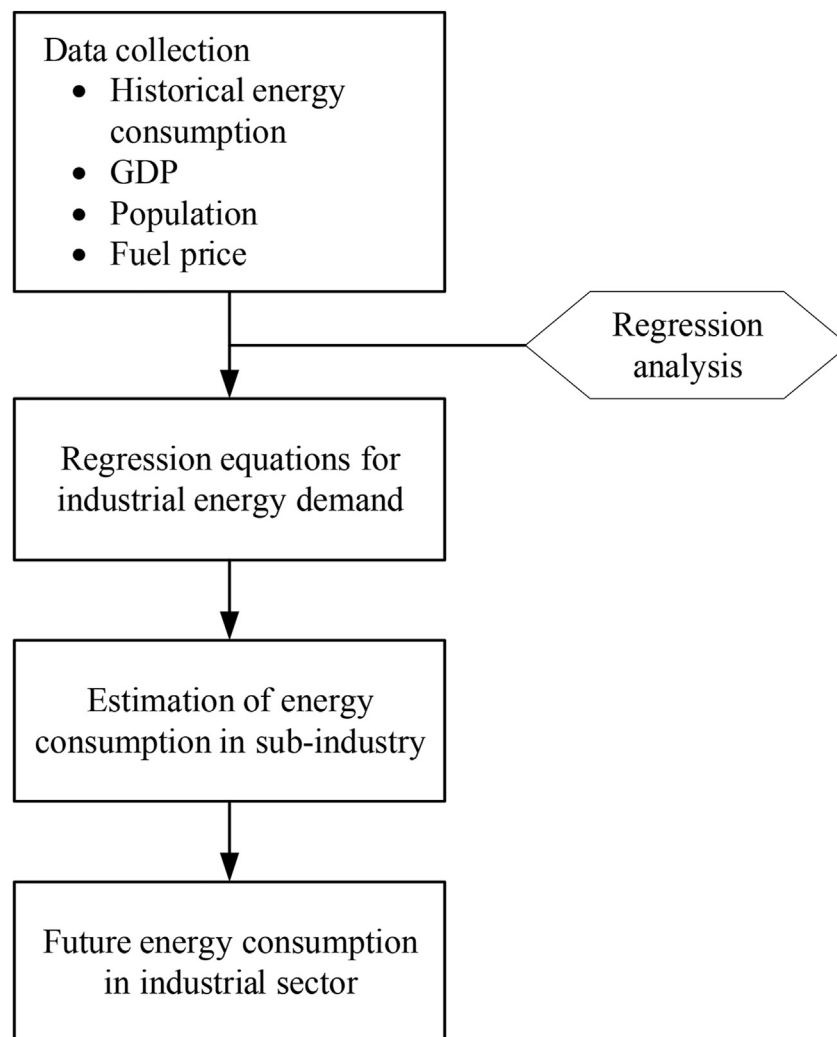 Data collection
• Historical energy
consumption
• GDP
• Population
• Fuel price
Regression
analysis
Regression equations for
industrial energy demand
Estimation of energy
consumption in sub-industry
Future energy consumption
in industrial sector